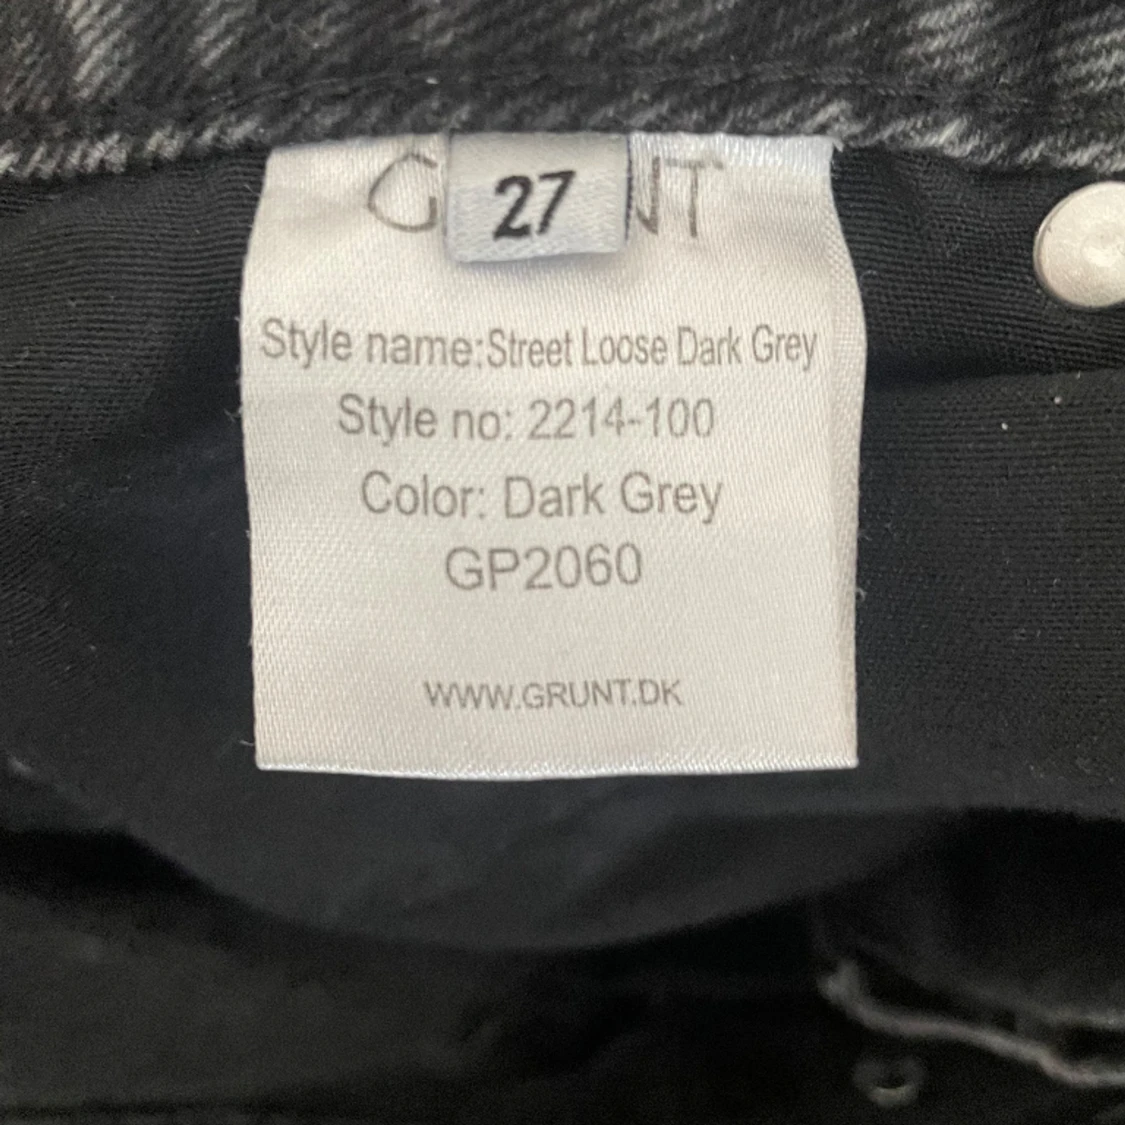 G 27 NT
Style name:Street Loose Dark Grey
Style no: 2214-100
Color: Dark Grey
GP2060
WWW.GRUNT.DK